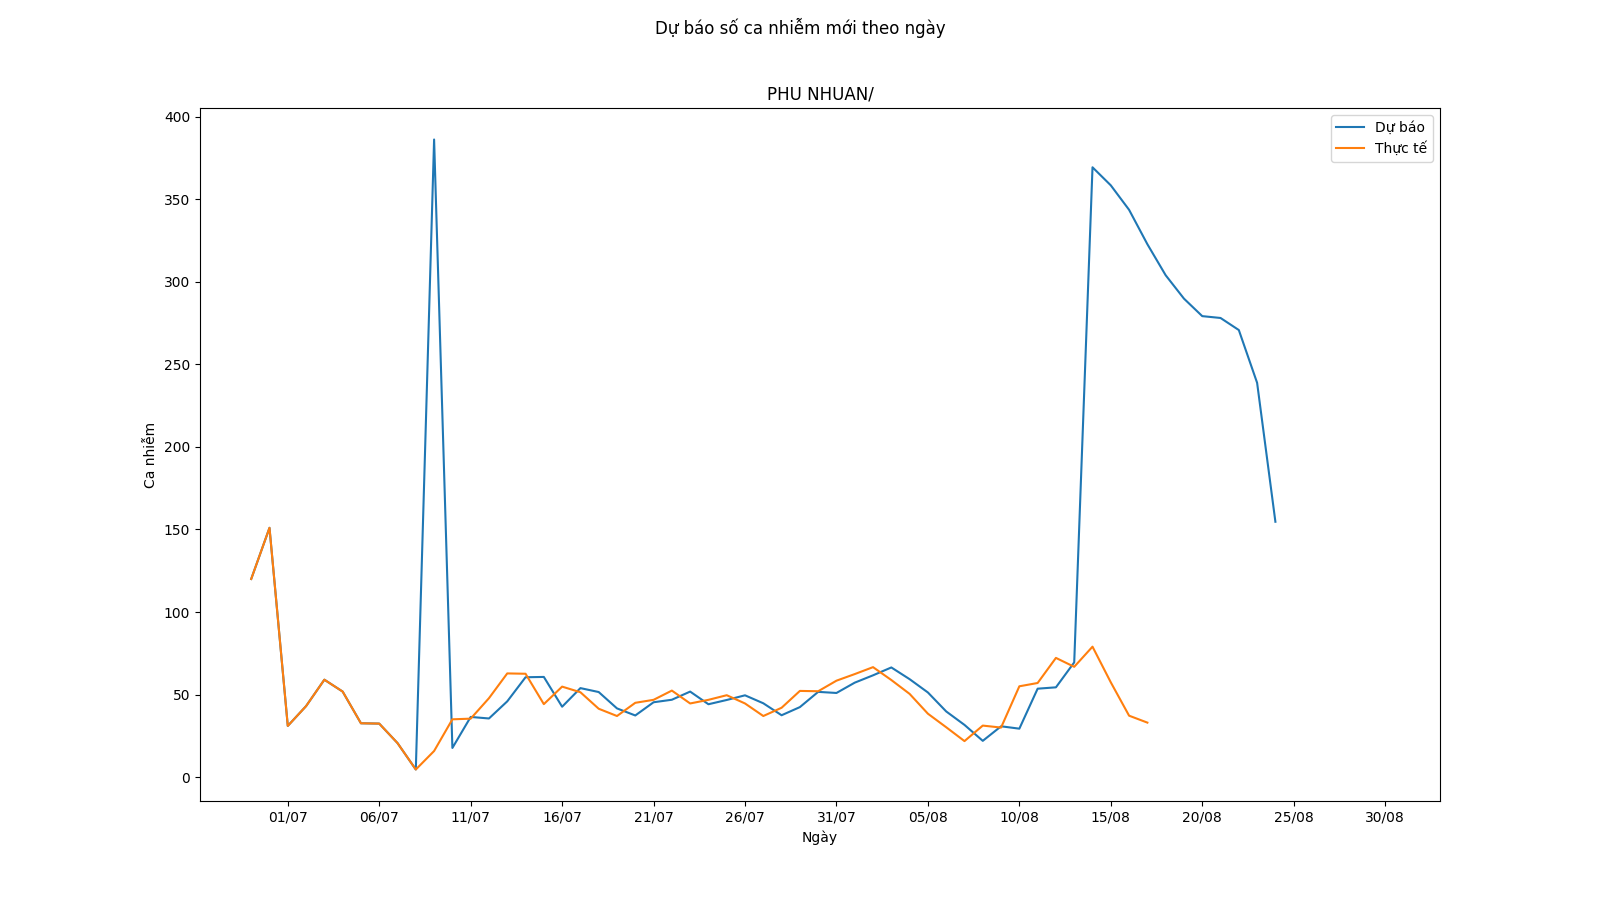 Dự báo số ca nhiễm mới theo ngày
PHU NHUAN/
Dự báo
Thực tế
400
350
300
250
200
150
100
50
0
Ca nhiễm
01/07 06/07 11/07 16/07 21/07 26/07 31/07 05/08 10/08 15/08 20/08 25/08 30/08
Ngày